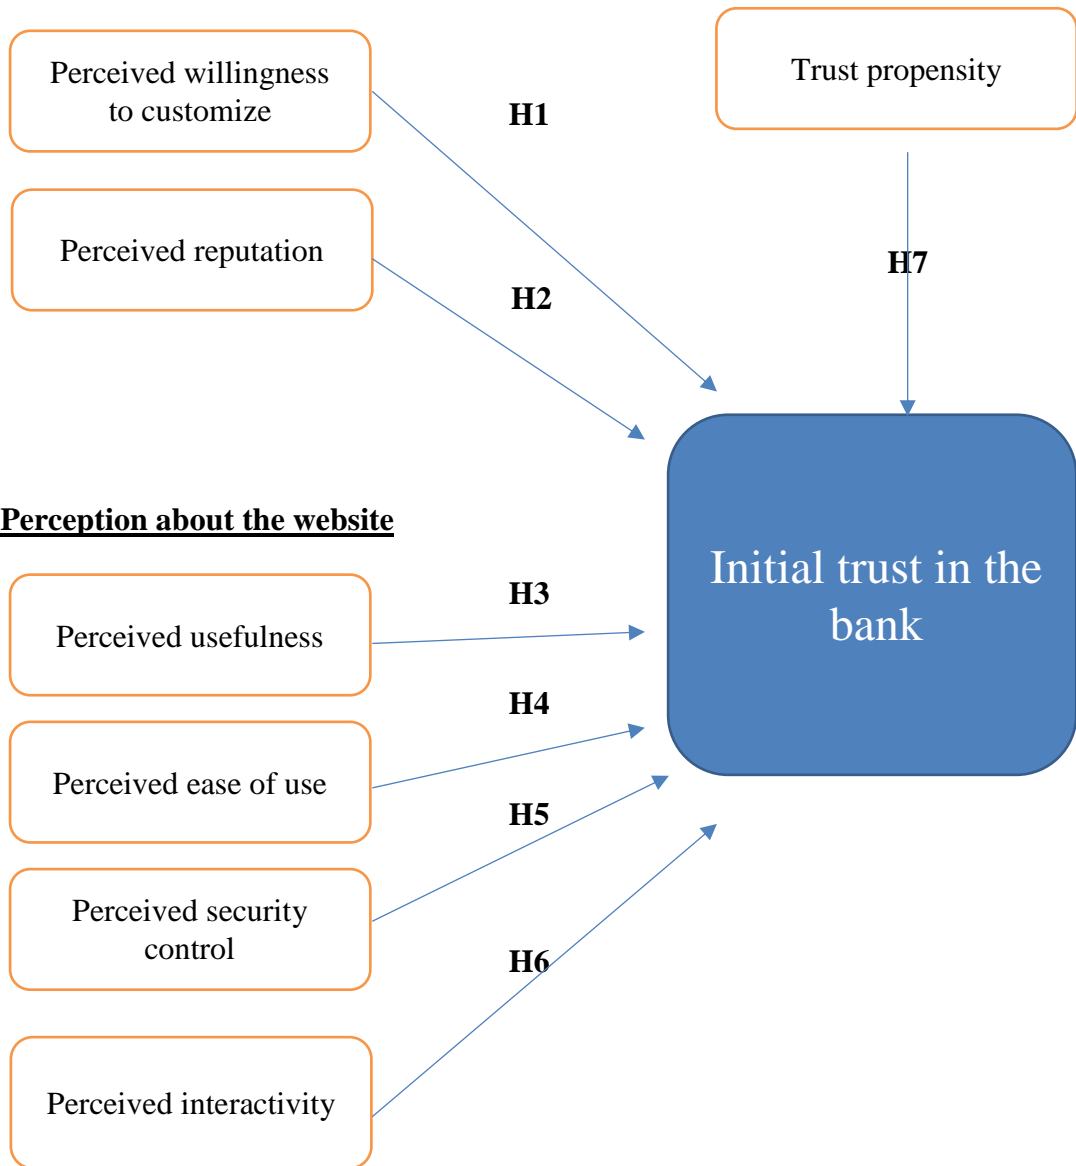 Perceived willingness
to customize
Trust propensity
H1
Perceived reputation
H7
H2
Perception about the website
Initial trust in the
bank
H3
Perceived usefulness
H4
Perceived ease of use
H5
Perceived security
control
H6
Perceived interactivity